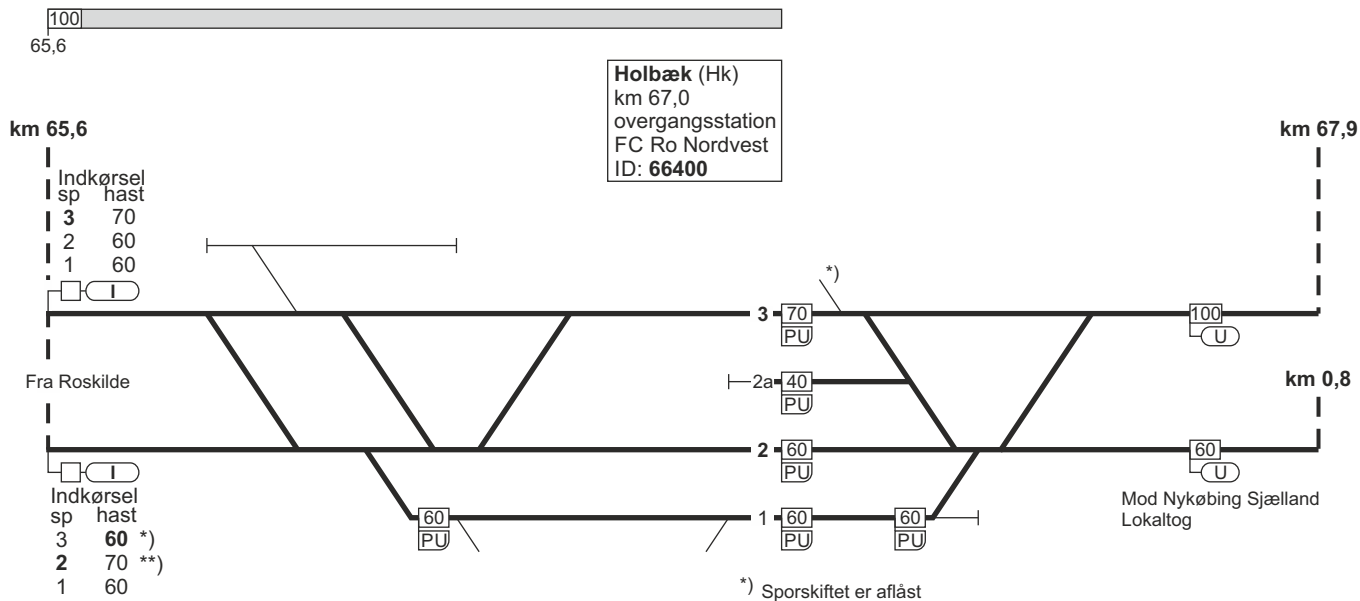 100
65,6
Holbæk (Hk)
km 67,0
overgangsstation
FC Ro Nordvest
ID: 66400
km 65,6
km 67,9
Indkørsel
sp hast
3 70
2 60
1 60
I
*)
3 70
PU
100
U
Fra Roskilde
2a 40
PU
km 0,8
2 60
PU
60
U
I
Indkørsel
sp hast
3 60 *)
2 70 **)
1 60
60
PU
1 60
PU
60
PU
Mod Nykøbing Sjælland
Lokaltog
*) Sporskiftet er aflåst